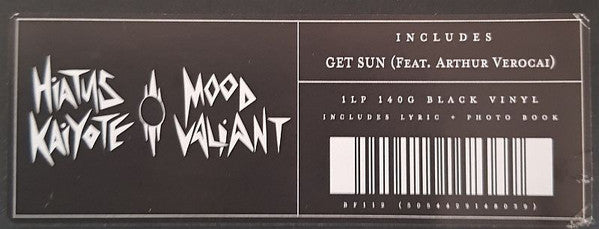 HIATUS KAIYOTE
MOOD VALIANT
INCLUDES
GET SUN (FEAT. ARTHUR VEROCAI)
1LP 140G BLACK VINYL
INCLUDES LYRIC + PHOTO BOOK